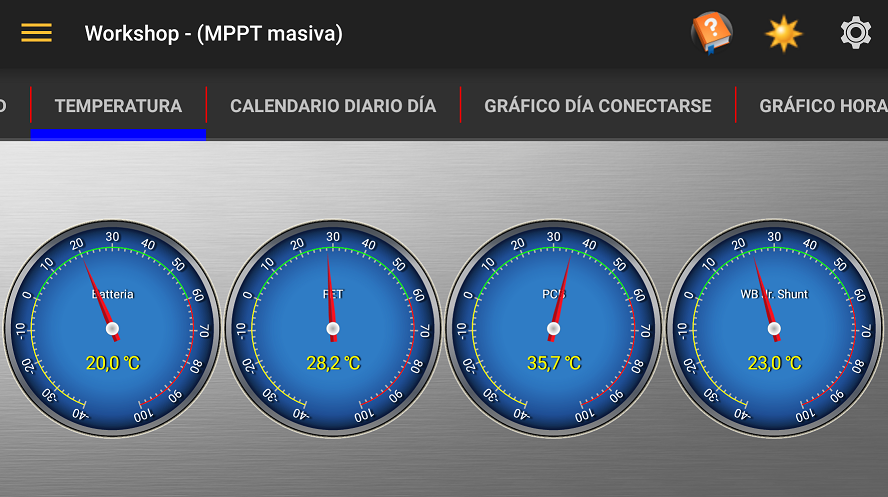 Workshop - (MPPT masiva)
?
TEMPERATURA
CALENDARIO DIARIO DÍA
GRÁFICO DÍA CONECTARSE
GRÁFICO HORA
-40 -30 -20 -10 0 10 20 30 40 50 60 70 80 90 100
Batteria
20,0 °C
-40 -30 -20 -10 0 10 20 30 40 50 60 70 80 90 100
FET
28,2 °C
-40 -30 -20 -10 0 10 20 30 40 50 60 70 80 90 100
PCB
35,7 °C
-40 -30 -20 -10 0 10 20 30 40 50 60 70 80 90 100
WB Jr. Shunt
23,0 °C